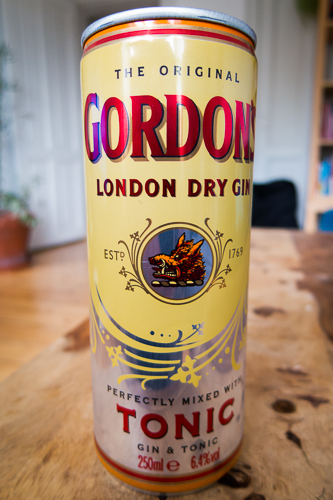 THE ORIGINAL
GORDON'S
LONDON DRY GIN
ESTD 1769
PERFECTLY MIXED WITH
TONIC
GIN & TONIC
250ml e 6.4%vol